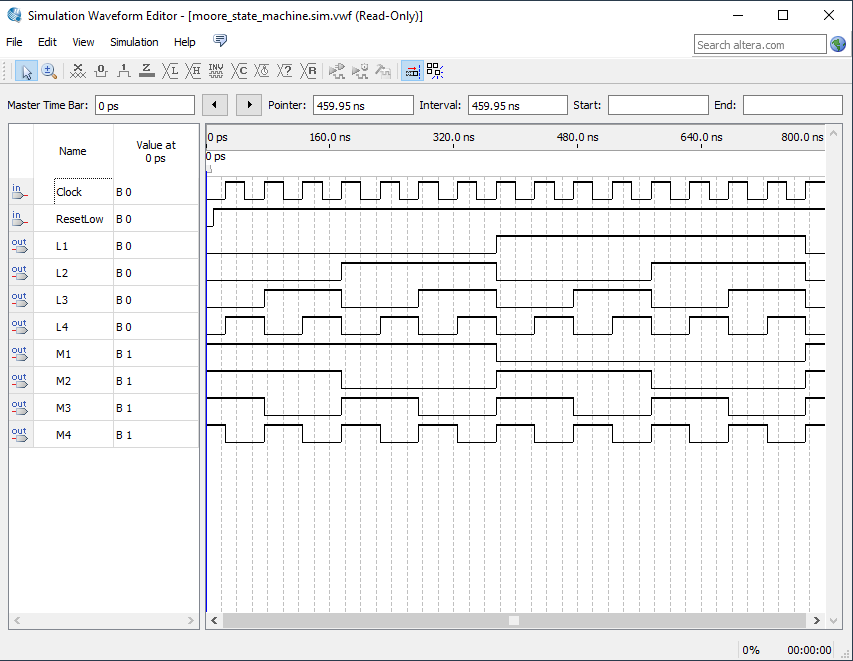 Simulation Waveform Editor - [moore_state_machine.sim.vwf (Read-Only)]
File Edit View Simulation Help
Search altera.com
Master Time Bar: 0 ps Pointer: 459.95 ns Interval: 459.95 ns Start: End:
Name Value at 0 ps
0 ps 160.0 ns 320.0 ns 480.0 ns 640.0 ns 800.0 ns
0 ps
in Clock B 0
in ResetLow B 0
out L1 B 0
out L2 B 0
out L3 B 0
out L4 B 0
out M1 B 1
out M2 B 1
out M3 B 1
out M4 B 1
0% 00:00:00